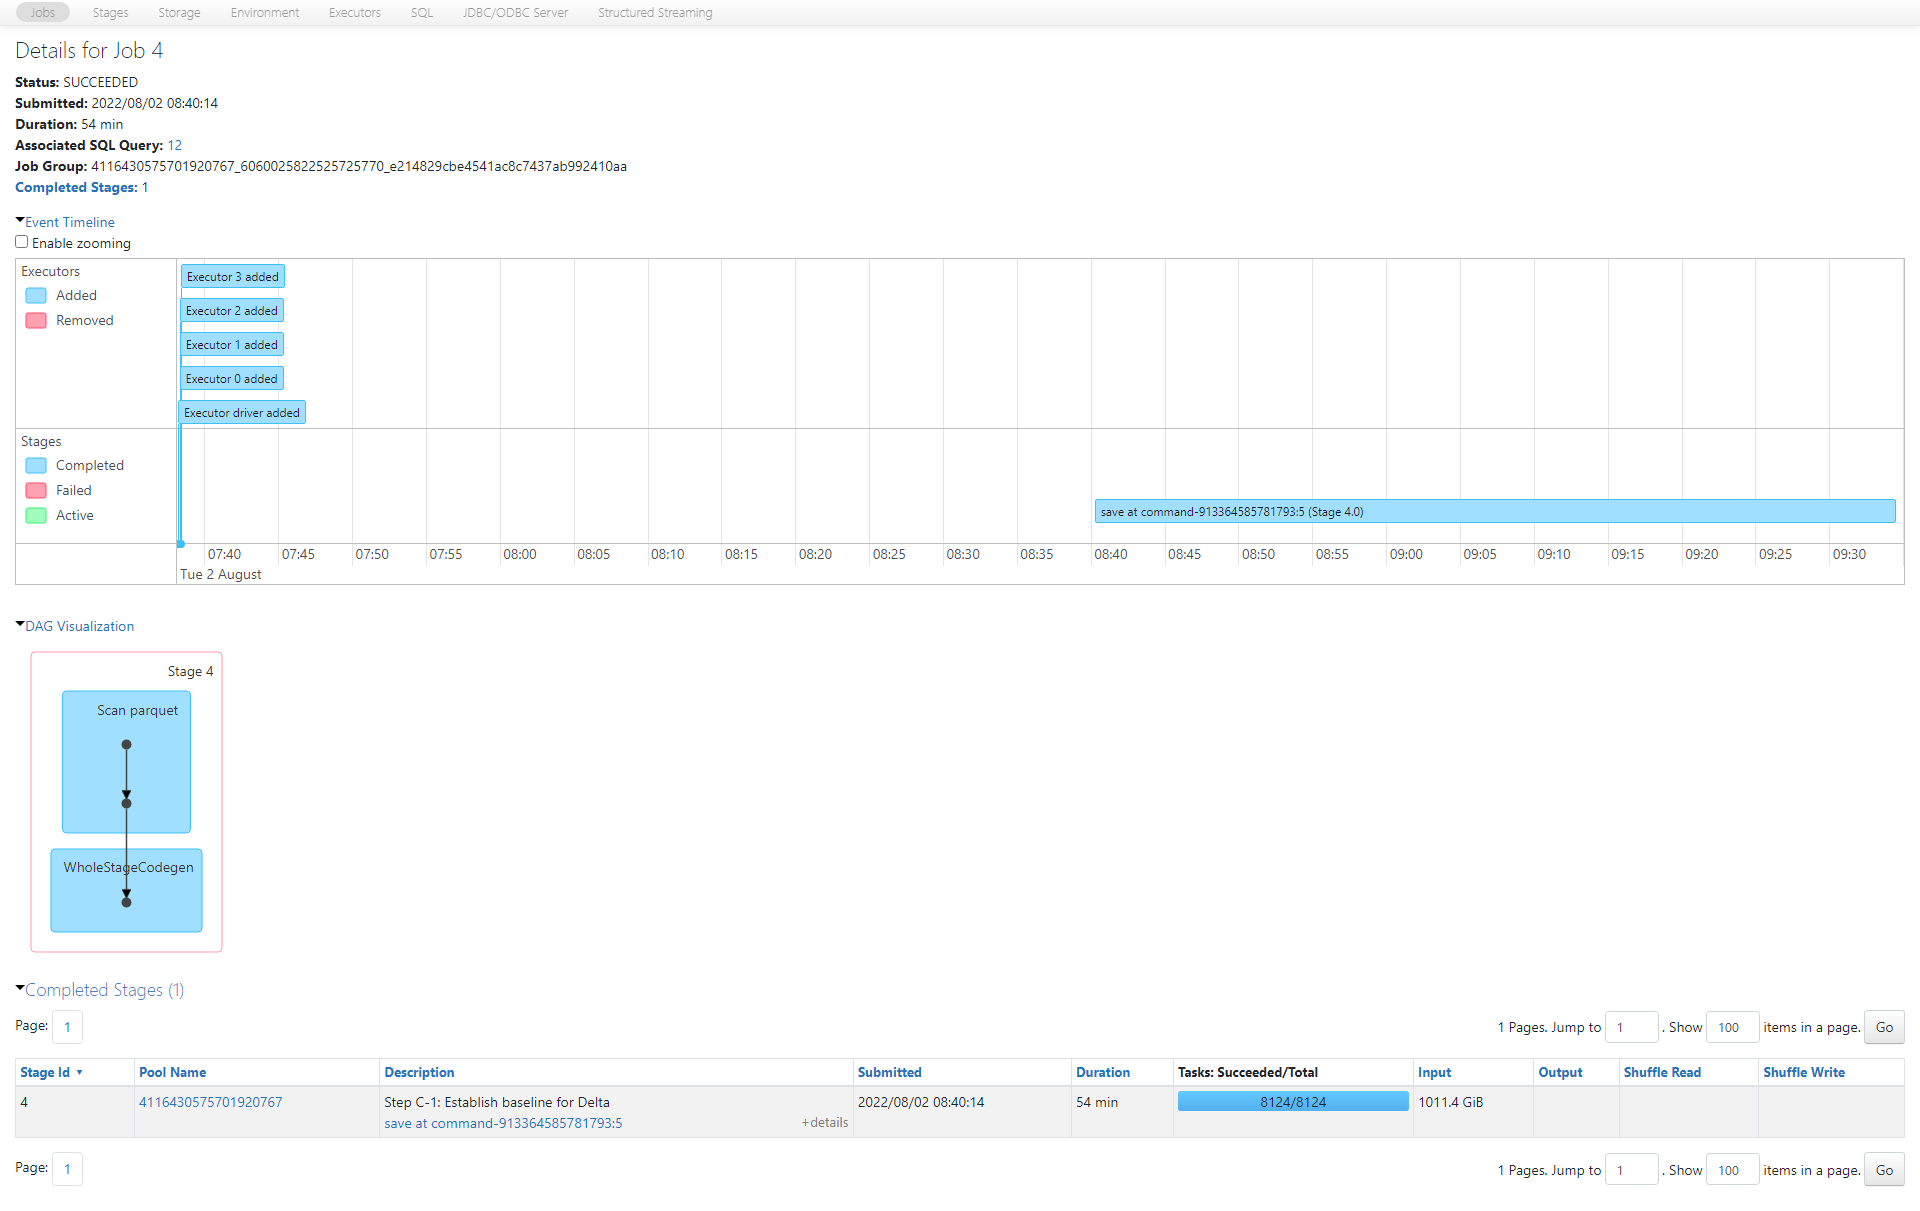 Jobs Stages Storage Environment Executors SQL JDBC/ODBC Server Structured Streaming
Details for Job 4
Status: SUCCEEDED
Submitted: 2022/08/02 08:40:14
Duration: 54 min
Associated SQL Query: 12
Job Group: 4116430575701920767_6060025822525725770_e214829cbe4541ac8c7437ab992410aa
Completed Stages: 1
Event Timeline
Enable zooming
Executors
Added
Removed
Executor 3 added
Executor 2 added
Executor 1 added
Executor 0 added
Executor driver added
Stages
Completed
Failed
Active
save at command-913364585781793:5 (Stage 4.0)
07:40 07:45 07:50 07:55 08:00 08:05 08:10 08:15 08:20 08:25 08:30 08:35 08:40 08:45 08:50 08:55 09:00 09:05 09:10 09:15 09:20 09:25 09:30
Tue 2 August
DAG Visualization
Stage 4
Scan parquet
WholeStageCodegen
Completed Stages (1)
Page: 1 1 Pages. Jump to 1 . Show 100 items in a page. Go
Stage Id ▾ Pool Name Description Submitted Duration Tasks: Succeeded/Total Input Output Shuffle Read Shuffle Write
4 4116430575701920767 Step C-1: Establish baseline for Delta 2022/08/02 08:40:14 54 min 8124/8124 1011.4 GiB
save at command-913364585781793:5 +details
Page: 1 1 Pages. Jump to 1 . Show 100 items in a page. Go